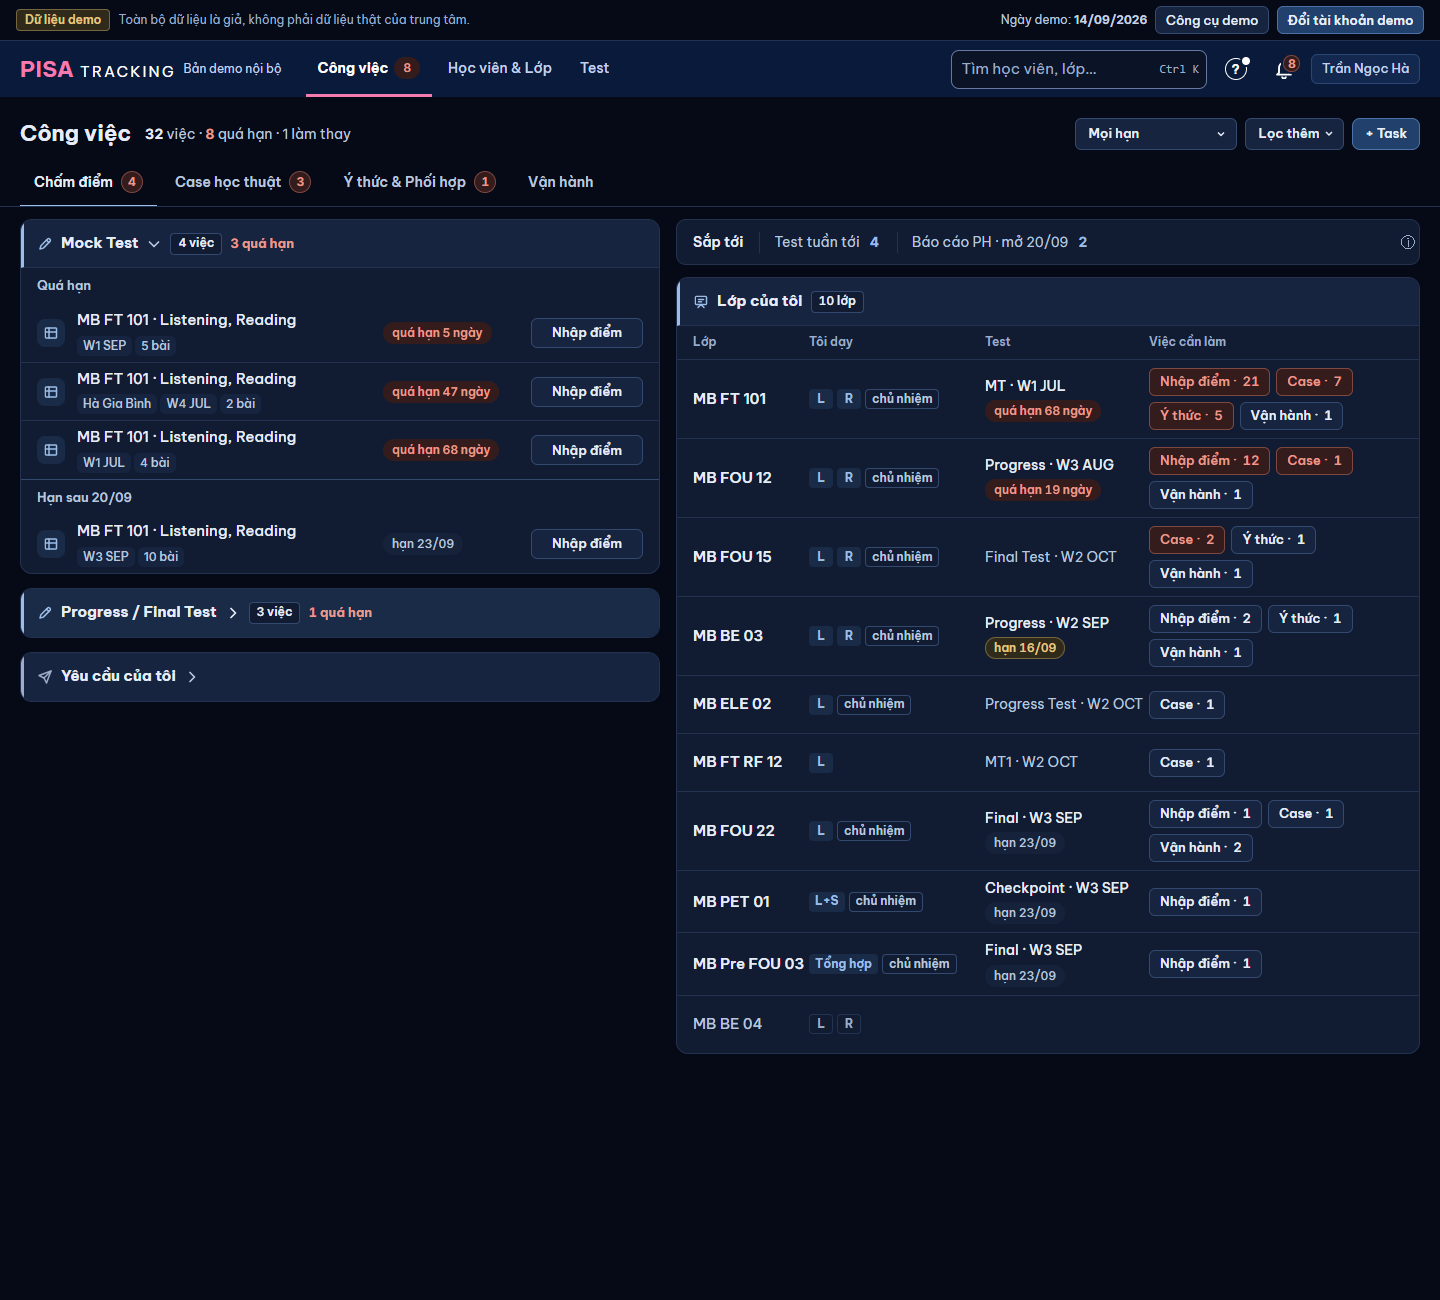 Dữ liệu demo Toàn bộ dữ liệu là giả, không phải dữ liệu thật của trung tâm. Ngày demo: 14/09/2026 Công cụ demo Đổi tài khoản demo
PISA TRACKING Bản demo nội bộ Công việc 8 Học viên & Lớp Test Tìm học viên, lớp... Ctrl K ? 8 Trần Ngọc Hà
Công việc 32 việc · 8 quá hạn · 1 làm thay Mọi hạn Lọc thêm + Task
Chấm điểm 4 Case học thuật 3 Ý thức & Phối hợp 1 Vận hành
Mock Test 4 việc 3 quá hạn
Quá hạn
MB FT 101 · Listening, Reading
W1 SEP 5 bài
quá hạn 5 ngày Nhập điểm
MB FT 101 · Listening, Reading
Hà Gia Bình W4 JUL 2 bài
quá hạn 47 ngày Nhập điểm
MB FT 101 · Listening, Reading
W1 JUL 4 bài
quá hạn 68 ngày Nhập điểm
Hạn sau 20/09
MB FT 101 · Listening, Reading
W3 SEP 10 bài
hạn 23/09 Nhập điểm
Progress / Final Test 3 việc 1 quá hạn
Yêu cầu của tôi
Sắp tới Test tuần tới 4 Báo cáo PH · mở 20/09 2
Lớp của tôi 10 lớp
Lớp Tôi dạy Test Việc cần làm
MB FT 101 L R chủ nhiệm MT · W1 JUL quá hạn 68 ngày Nhập điểm · 21 Case · 7
Ý thức · 5 Vận hành · 1
MB FOU 12 L R chủ nhiệm Progress · W3 AUG quá hạn 19 ngày Nhập điểm · 12 Case · 1
Vận hành · 1
MB FOU 15 L R chủ nhiệm Final Test · W2 OCT Case · 2 Ý thức · 1
Vận hành · 1
MB BE 03 L R chủ nhiệm Progress · W2 SEP hạn 16/09 Nhập điểm · 2 Ý thức · 1
Vận hành · 1
MB ELE 02 L chủ nhiệm Progress Test · W2 OCT Case · 1
MB FT RF 12 L MT1 · W2 OCT Case · 1
MB FOU 22 L chủ nhiệm Final · W3 SEP hạn 23/09 Nhập điểm · 1 Case · 1
Vận hành · 2
MB PET 01 L+S chủ nhiệm Checkpoint · W3 SEP hạn 23/09 Nhập điểm · 1
MB Pre FOU 03 Tổng hợp chủ nhiệm Final · W3 SEP hạn 23/09 Nhập điểm · 1
MB BE 04 L R